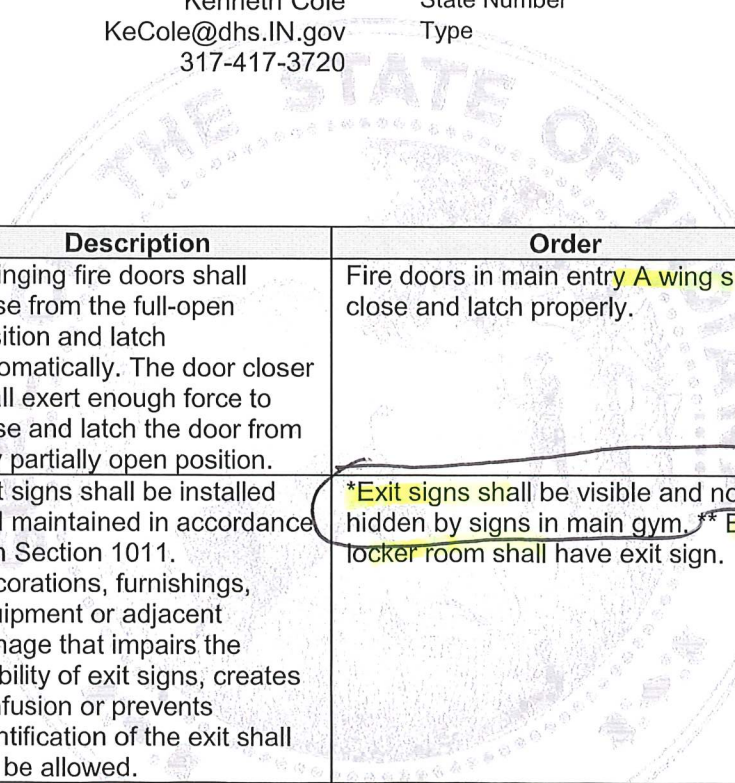 Kenneth Cole State Number
KeCole@dhs.IN.gov Type
317-417-3720
THE STATE OF
Description
inging fire doors shall
se from the full-open
ition and latch
omatically. The door closer
ll exert enough force to
se and latch the door from
y partially open position.
Order
Fire doors in main entry A wing s
close and latch properly.
t signs shall be installed
d maintained in accordance
n Section 1011.
corations, furnishings,
uipment or adjacent
nage that impairs the
bility of exit signs, creates
nfusion or prevents
ntification of the exit shall
be allowed.
*Exit signs shall be visible and no
hidden by signs in main gym. ** E
locker room shall have exit sign.